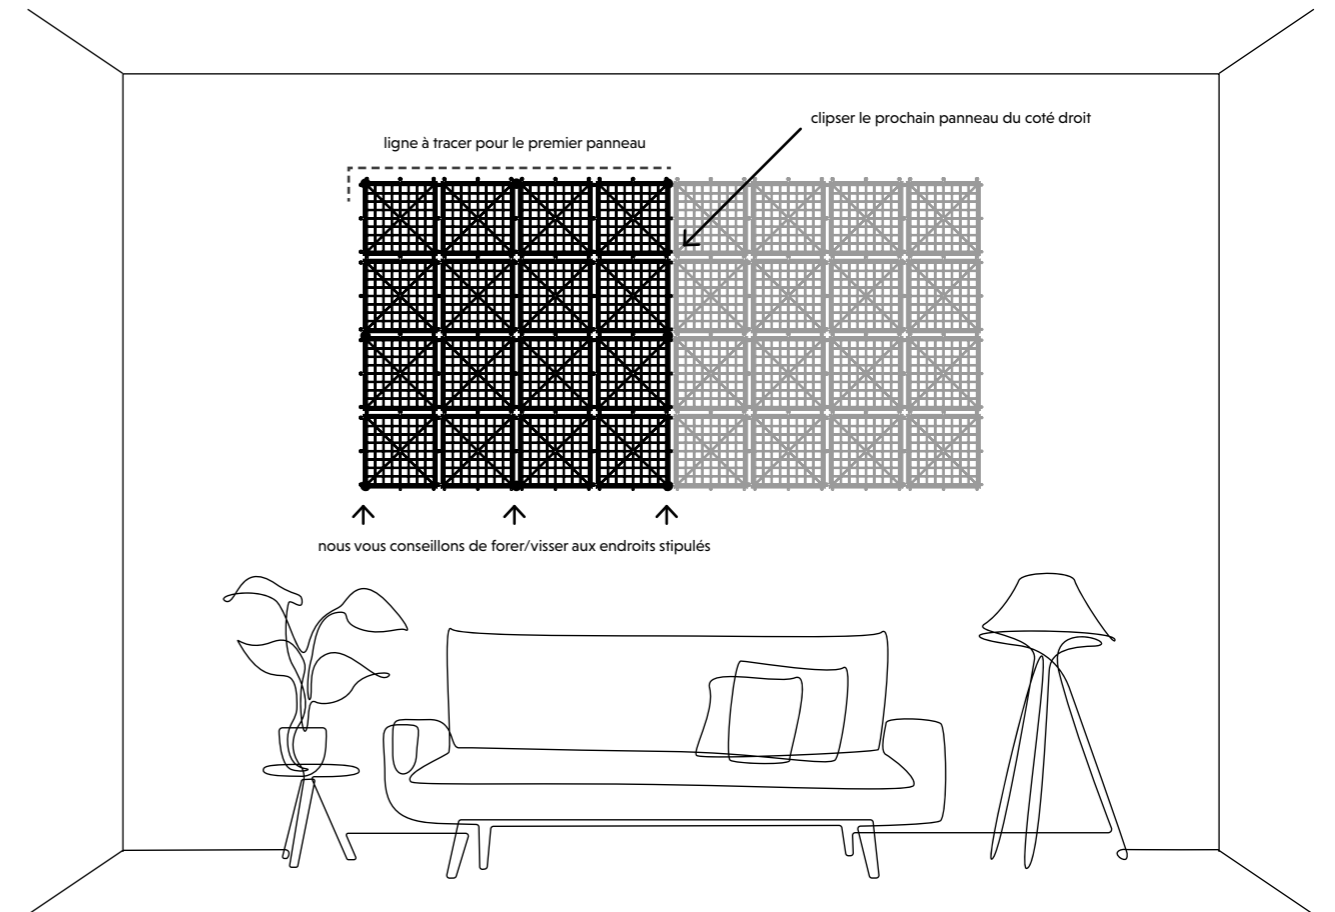 clipser le prochain panneau du coté droit
ligne à tracer pour le premier panneau
nous vous conseillons de forer/visser aux endroits stipulés